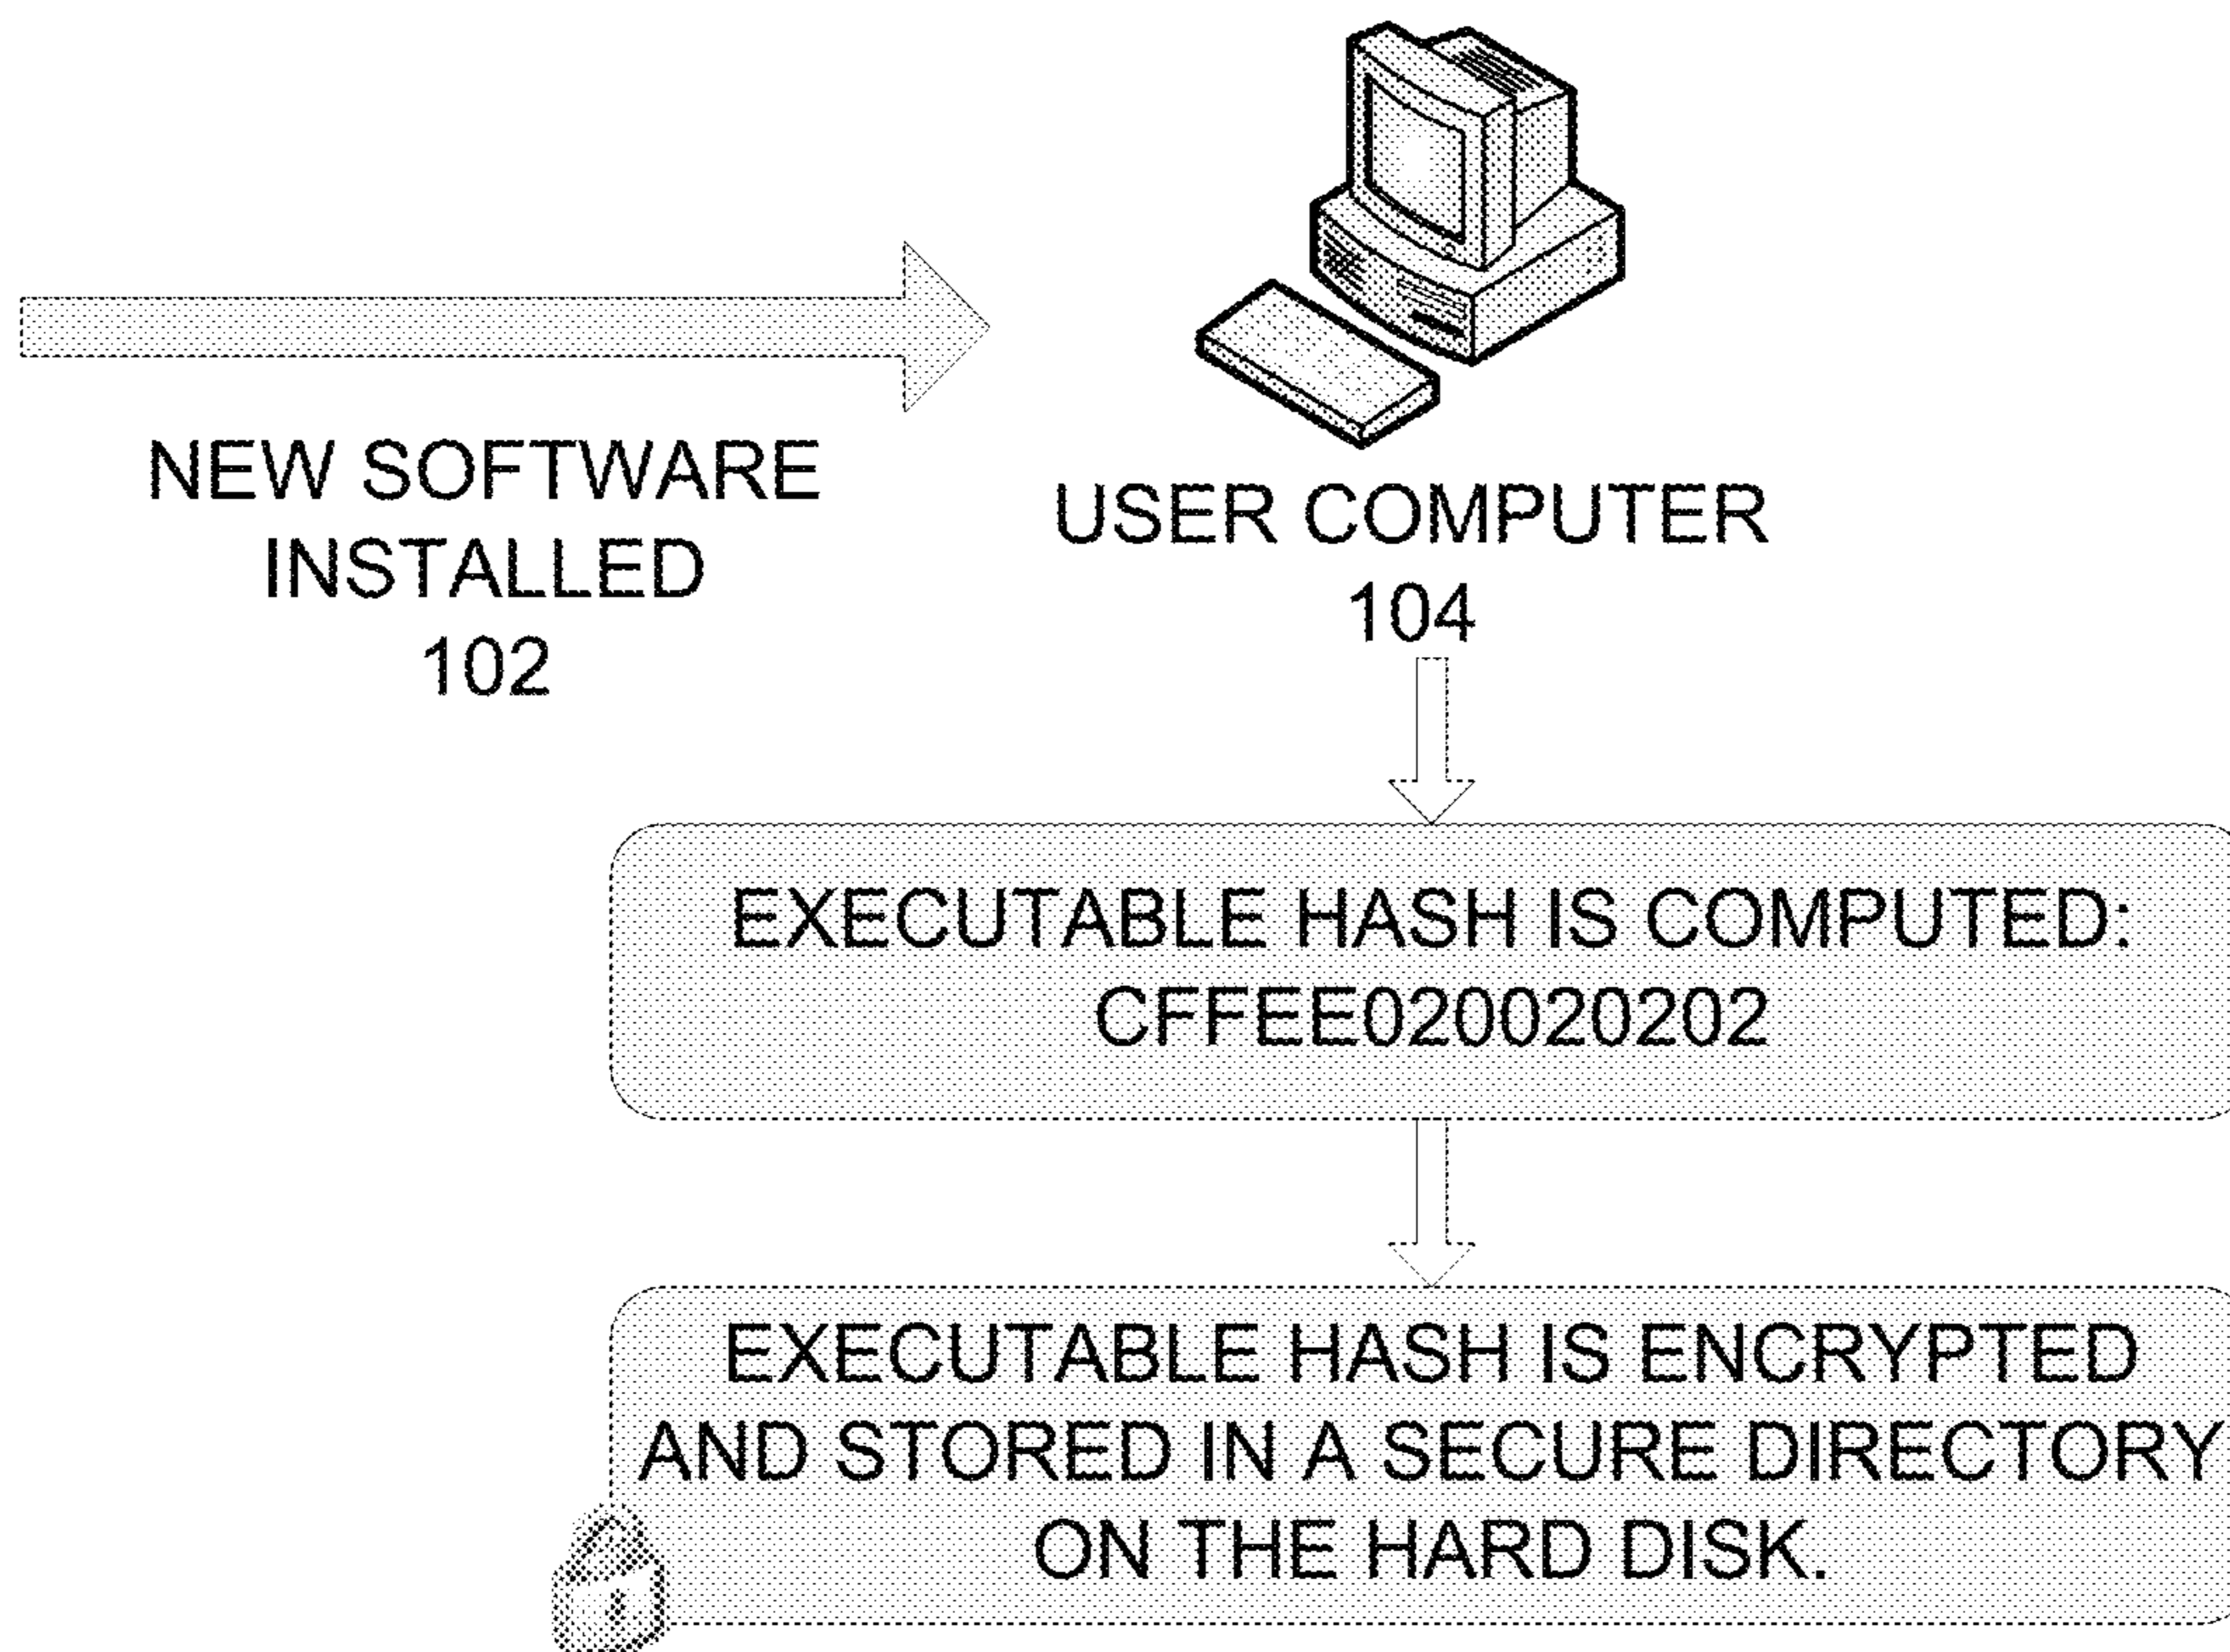 NEW SOFTWARE
INSTALLED
102
USER COMPUTER
104
EXECUTABLE HASH IS COMPUTED:
CFFEE020020202
EXECUTABLE HASH IS ENCRYPTED
AND STORED IN A SECURE DIRECTORY
ON THE HARD DISK.